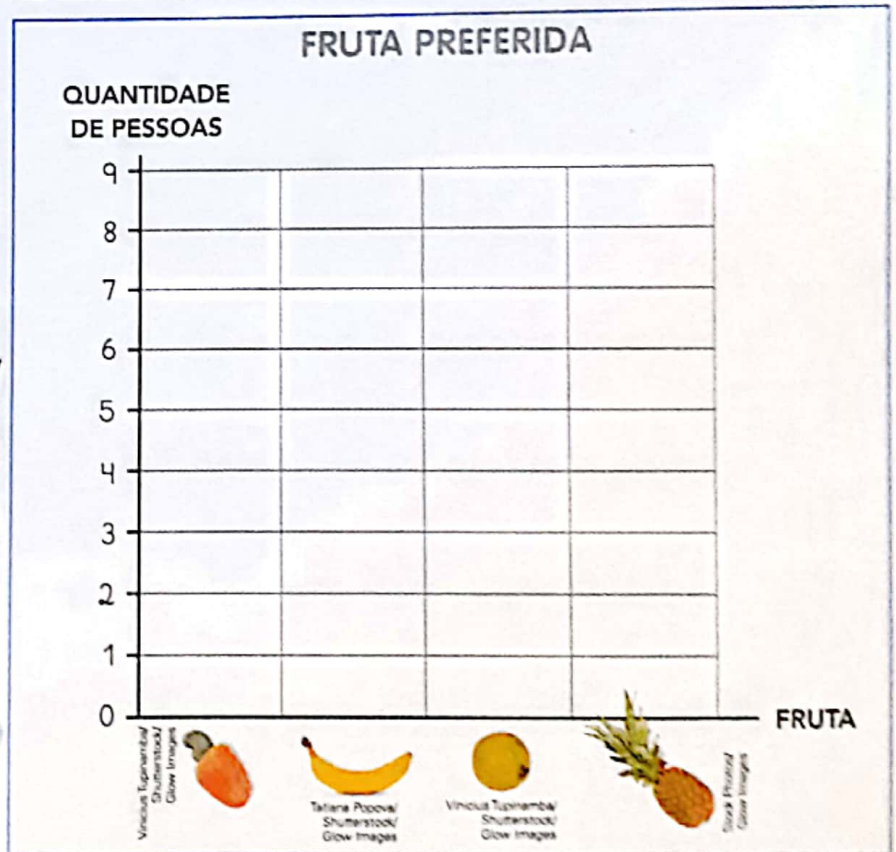 FRUTA PREFERIDA
QUANTIDADE
DE PESSOAS
9
8
7
6
5
4
3
2
1
0
FRUTA
Vinicius Tupinamba/
Shutterstock/
Glow Images
Tatiana Popova/
Shutterstock/
Glow Images
Vinicius Tupinamba/
Shutterstock/
Glow Images
Stock Photos/
Glow Images